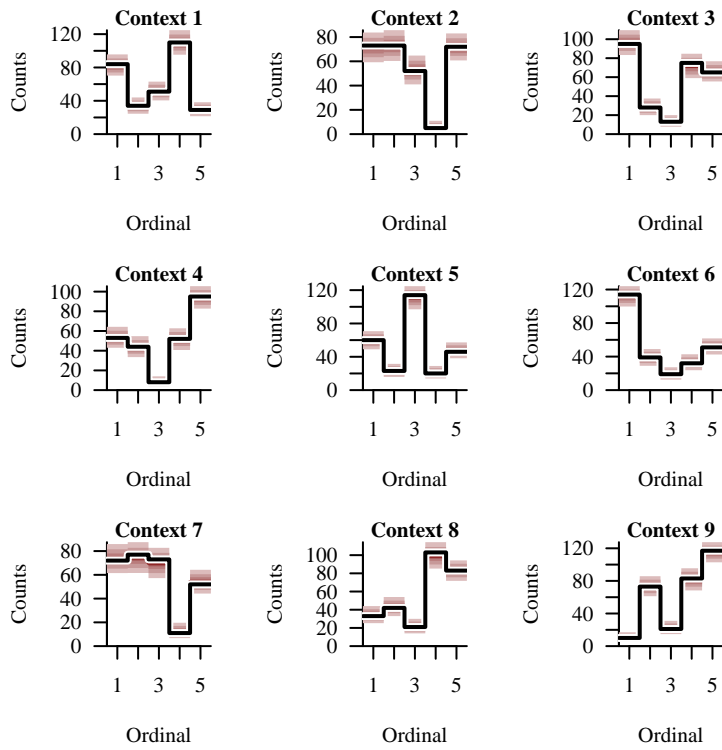 Context 1 Context 2 Context 3
Counts 120 80 40 0
1 3 5
Ordinal
Counts 80 60 40 20 0
1 3 5
Ordinal
Counts 100 80 60 40 20 0
1 3 5
Ordinal
Context 4 Context 5 Context 6
Counts 100 80 60 40 20 0
1 3 5
Ordinal
Counts 120 80 40 0
1 3 5
Ordinal
Counts 120 80 40 0
1 3 5
Ordinal
Context 7 Context 8 Context 9
Counts 80 60 40 20 0
1 3 5
Ordinal
Counts 100 80 60 40 20 0
1 3 5
Ordinal
Counts 120 80 40 0
1 3 5
Ordinal